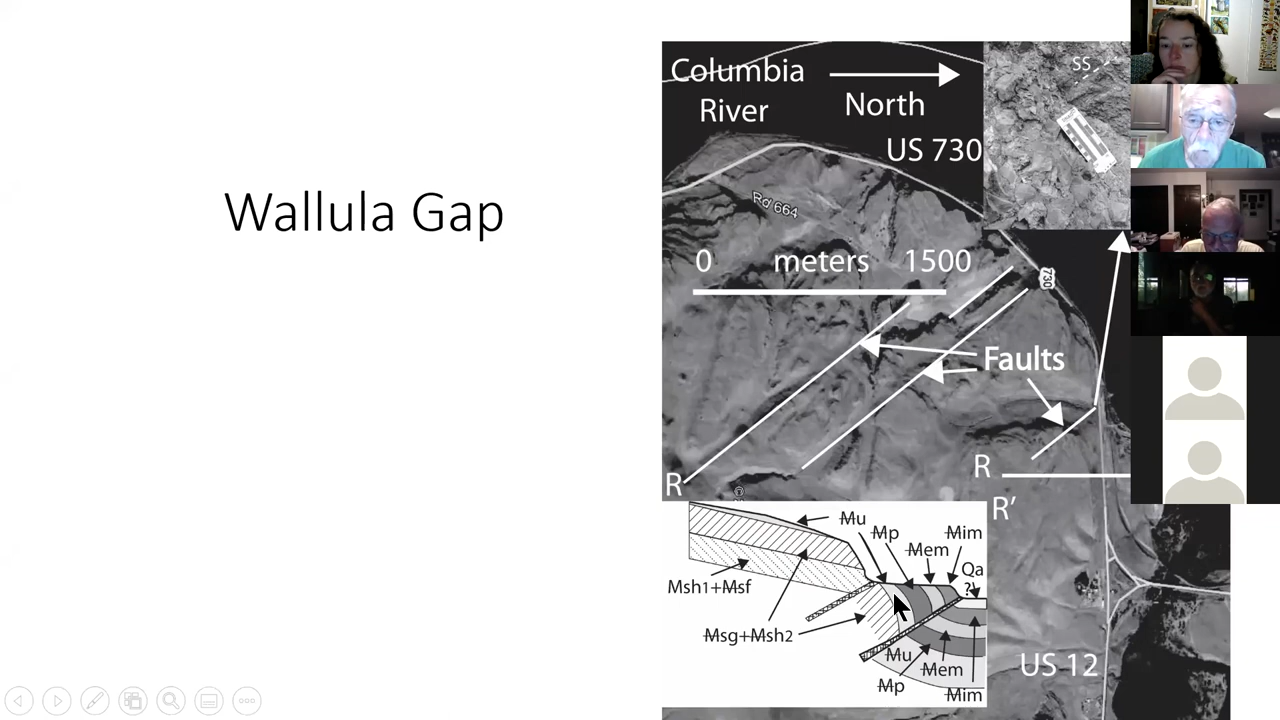 Wallula Gap
Columbia
River
North
US 730
SS
Rd 664
0 meters 1500
730
Faults
R
R
R’
Mu
Mp
Mim
Mem
Qa
?
Msh1+Msf
Msg+Msh2
Mu
Mem
Mp
Mim
US 12